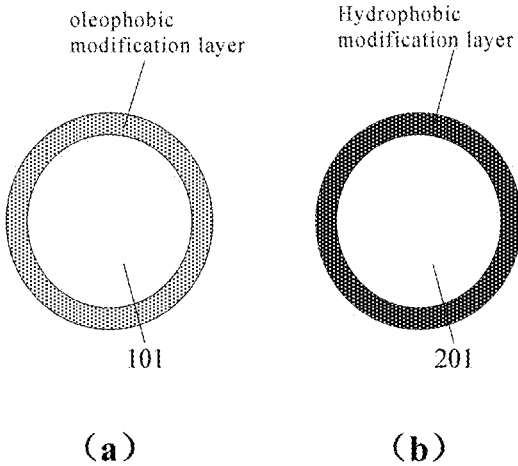 oleophobic
modification layer
Hydrophobic
modification layer
101
201
(a)
(b)